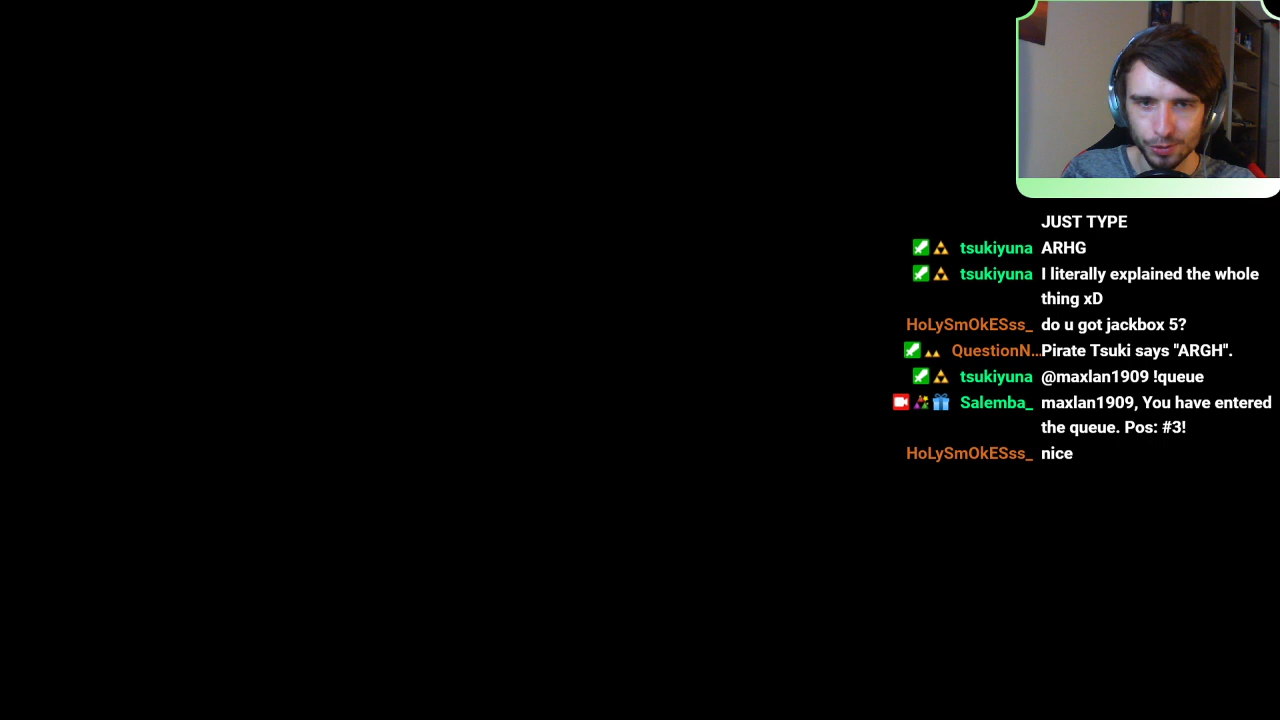 JUST TYPE
tsukiyuna ARHG
tsukiyuna I literally explained the whole
thing xD
HoLySmOkESss_ do u got jackbox 5?
QuestionN... Pirate Tsuki says "ARGH".
tsukiyuna @maxlan1909 !queue
Salemba_ maxlan1909, You have entered
the queue. Pos: #3!
HoLySmOkESss_ nice